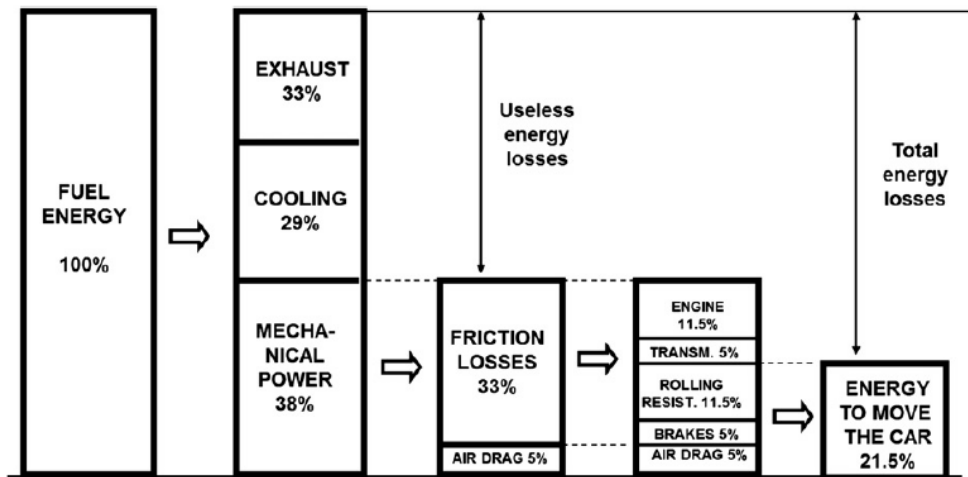 FUEL
ENERGY
100%
EXHAUST
33%
COOLING
29%
MECHA-
NICAL
POWER
38%
Useless
energy
losses
FRICTION
LOSSES
33%
AIR DRAG 5%
ENGINE
11.5%
TRANSM. 5%
ROLLING
RESIST. 11.5%
BRAKES 5%
AIR DRAG 5%
Total
energy
losses
ENERGY
TO MOVE
THE CAR
21.5%